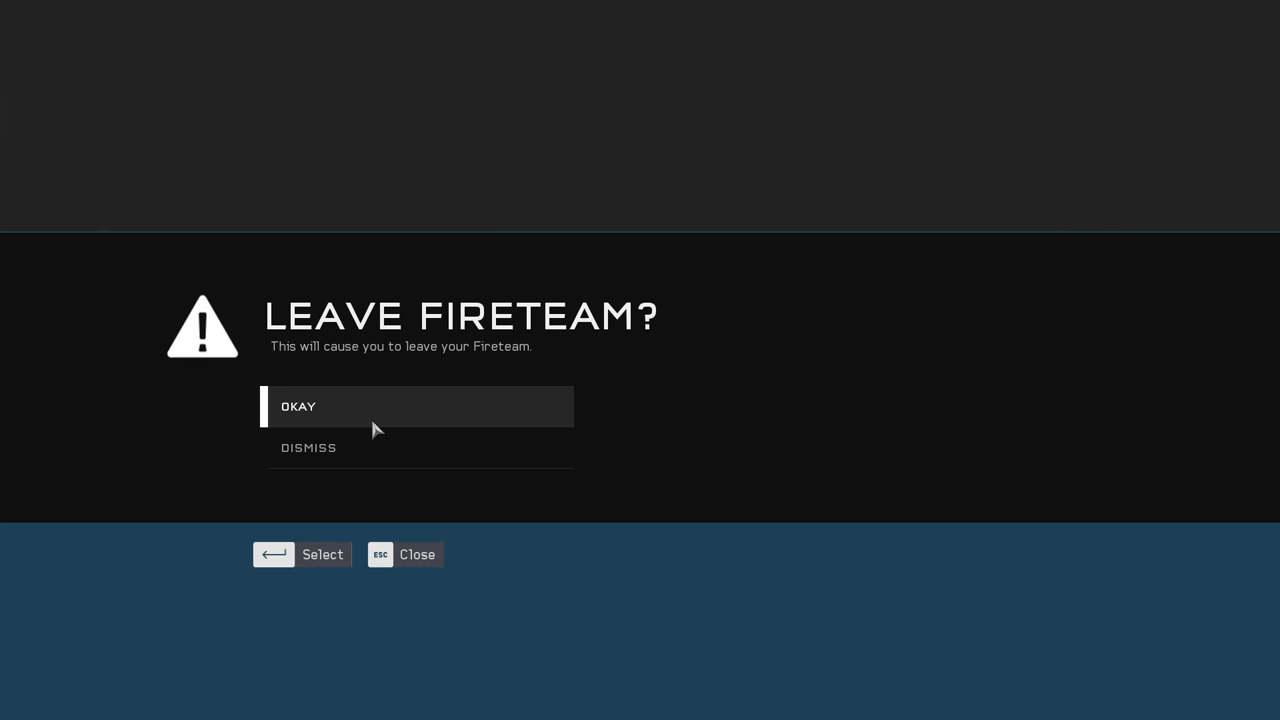 LEAVE FIRETEAM?
This will cause you to leave your Fireteam.
OKAY
DISMISS
Select ESC Close